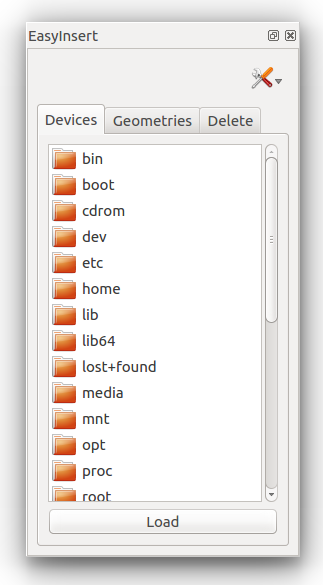 EasyInsert
Devices Geometries Delete
bin
boot
cdrom
dev
etc
home
lib
lib64
lost+found
media
mnt
opt
proc
root
Load